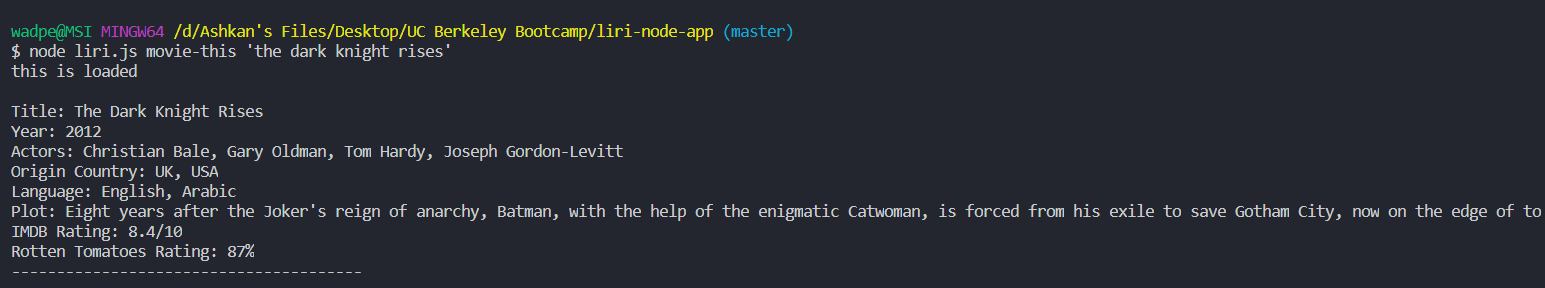 wadpe@MSI MINGW64 /d/Ashkan's Files/Desktop/UC Berkeley Bootcamp/liri-node-app (master)
$ node liri.js movie-this 'the dark knight rises'
this is loaded
Title: The Dark Knight Rises
Year: 2012
Actors: Christian Bale, Gary Oldman, Tom Hardy, Joseph Gordon-Levitt
Origin Country: UK, USA
Language: English, Arabic
Plot: Eight years after the Joker's reign of anarchy, Batman, with the help of the enigmatic Catwoman, is forced from his exile to save Gotham City, now on the edge of to
IMDB Rating: 8.4/10
Rotten Tomatoes Rating: 87%
---------------------------------------